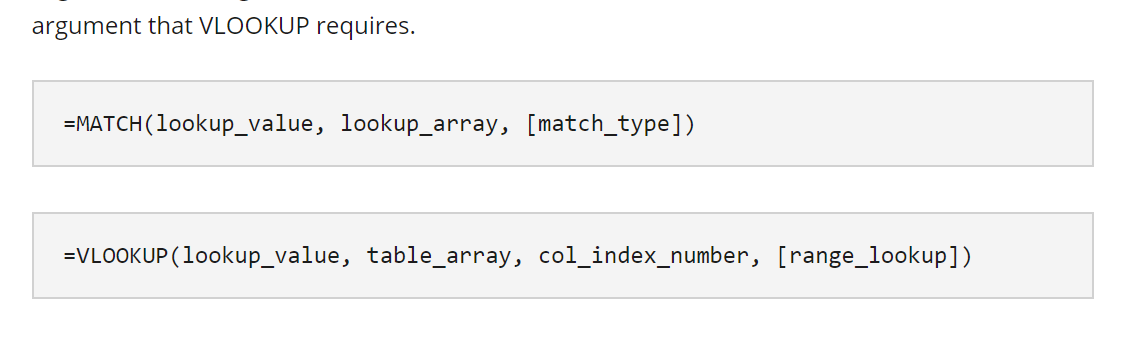 argument that VLOOKUP requires.
=MATCH(lookup_value, lookup_array, [match_type])
=VLOOKUP(lookup_value, table_array, col_index_number, [range_lookup])